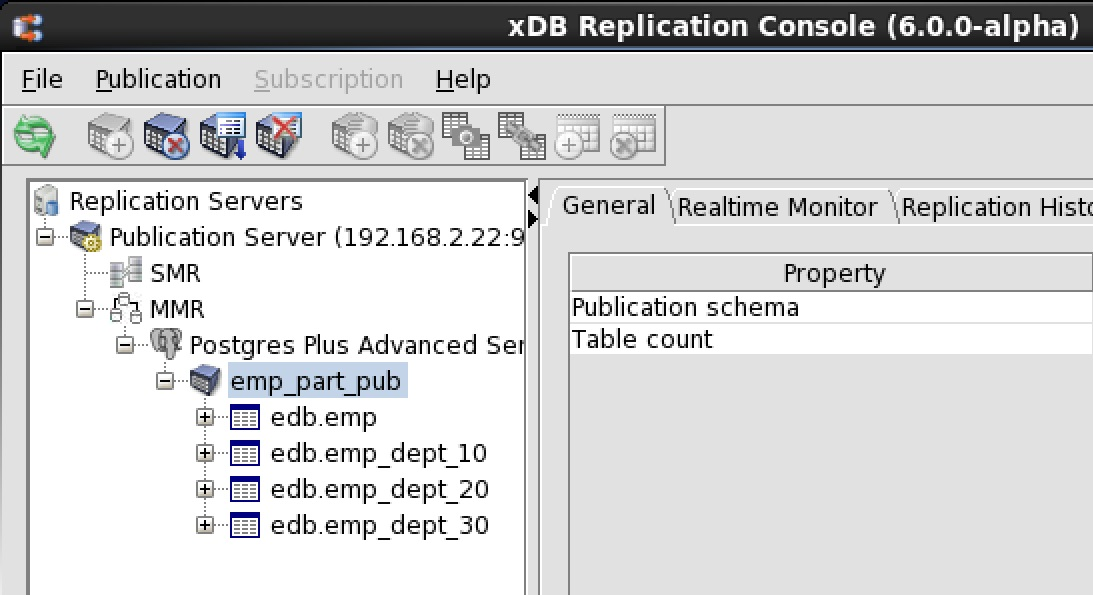 xDB Replication Console (6.0.0-alpha)
File Publication Subscription Help
Replication Servers
Publication Server (192.168.2.22:9
SMR
MMR
Postgres Plus Advanced Ser
emp_part_pub
edb.emp
edb.emp_dept_10
edb.emp_dept_20
edb.emp_dept_30
General Realtime Monitor Replication Histo
Property
Publication schema
Table count